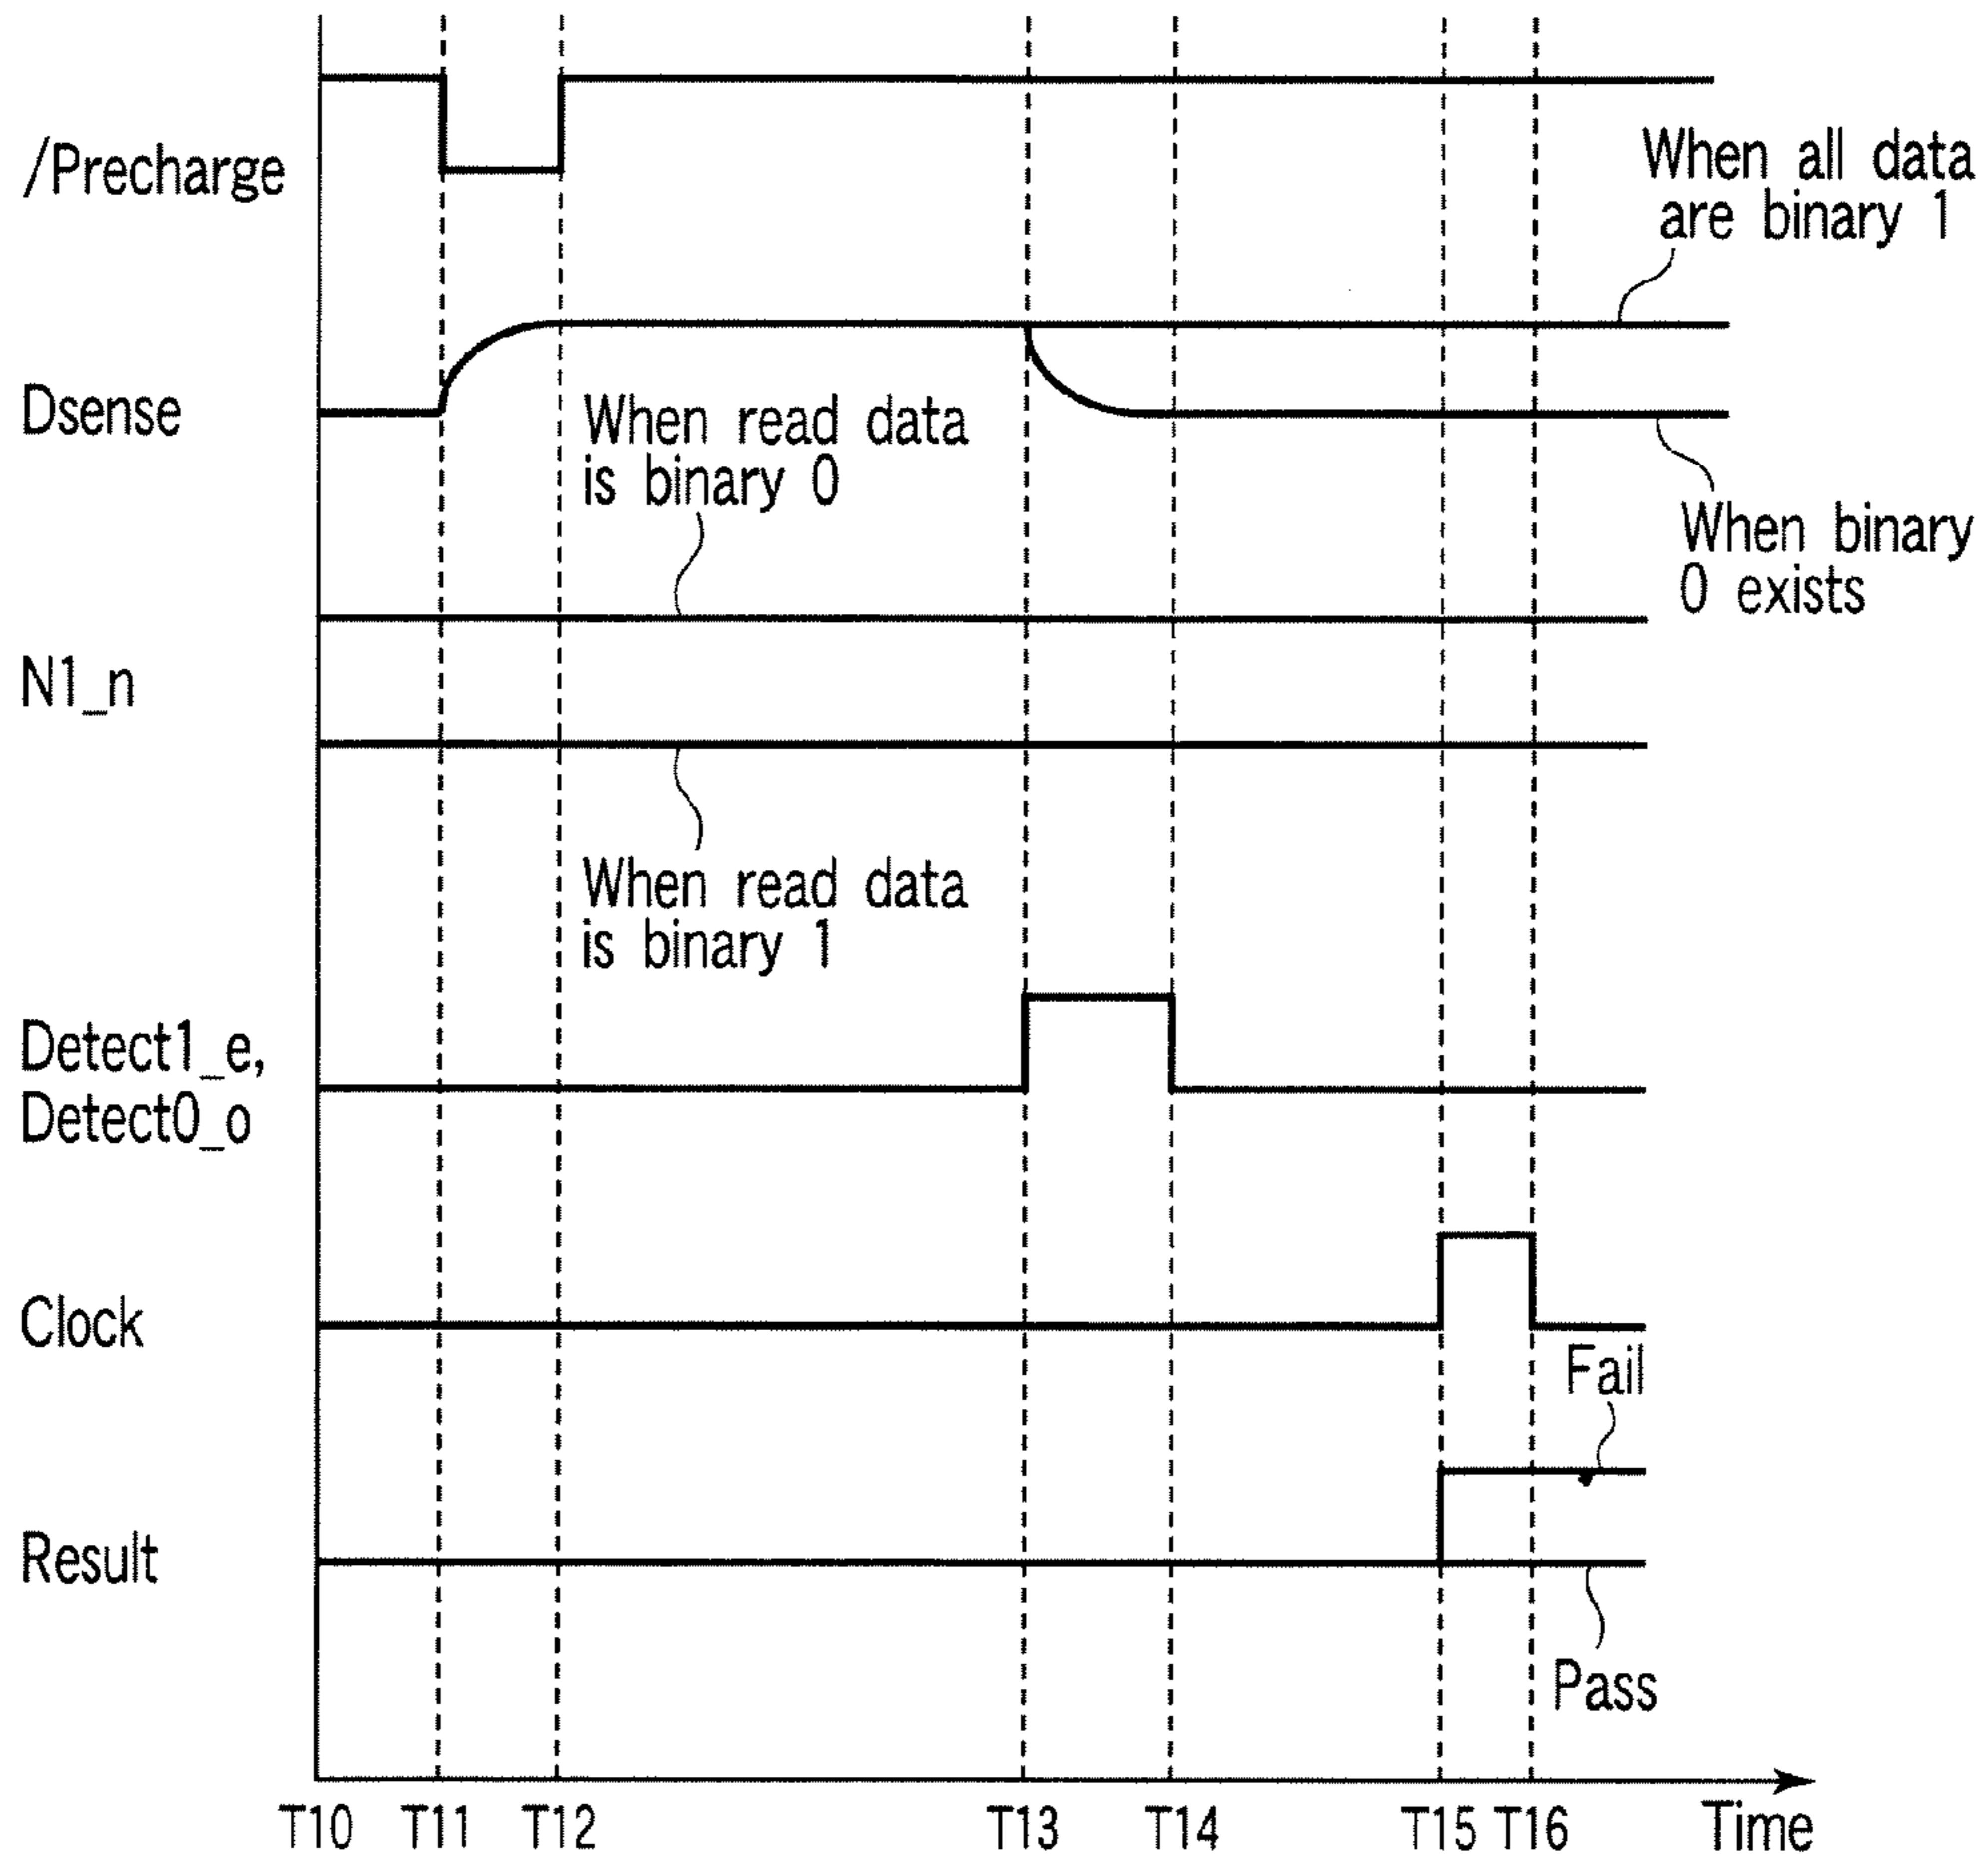 /Precharge
When all data
are binary 1
Dsense
When read data
is binary 0
When binary
0 exists
N1_n
When read data
is binary 1
Detect1_e,
Detect0_o
Clock
Fail
Result
Pass
T10 T11 T12 T13 T14 T15 T16 Time